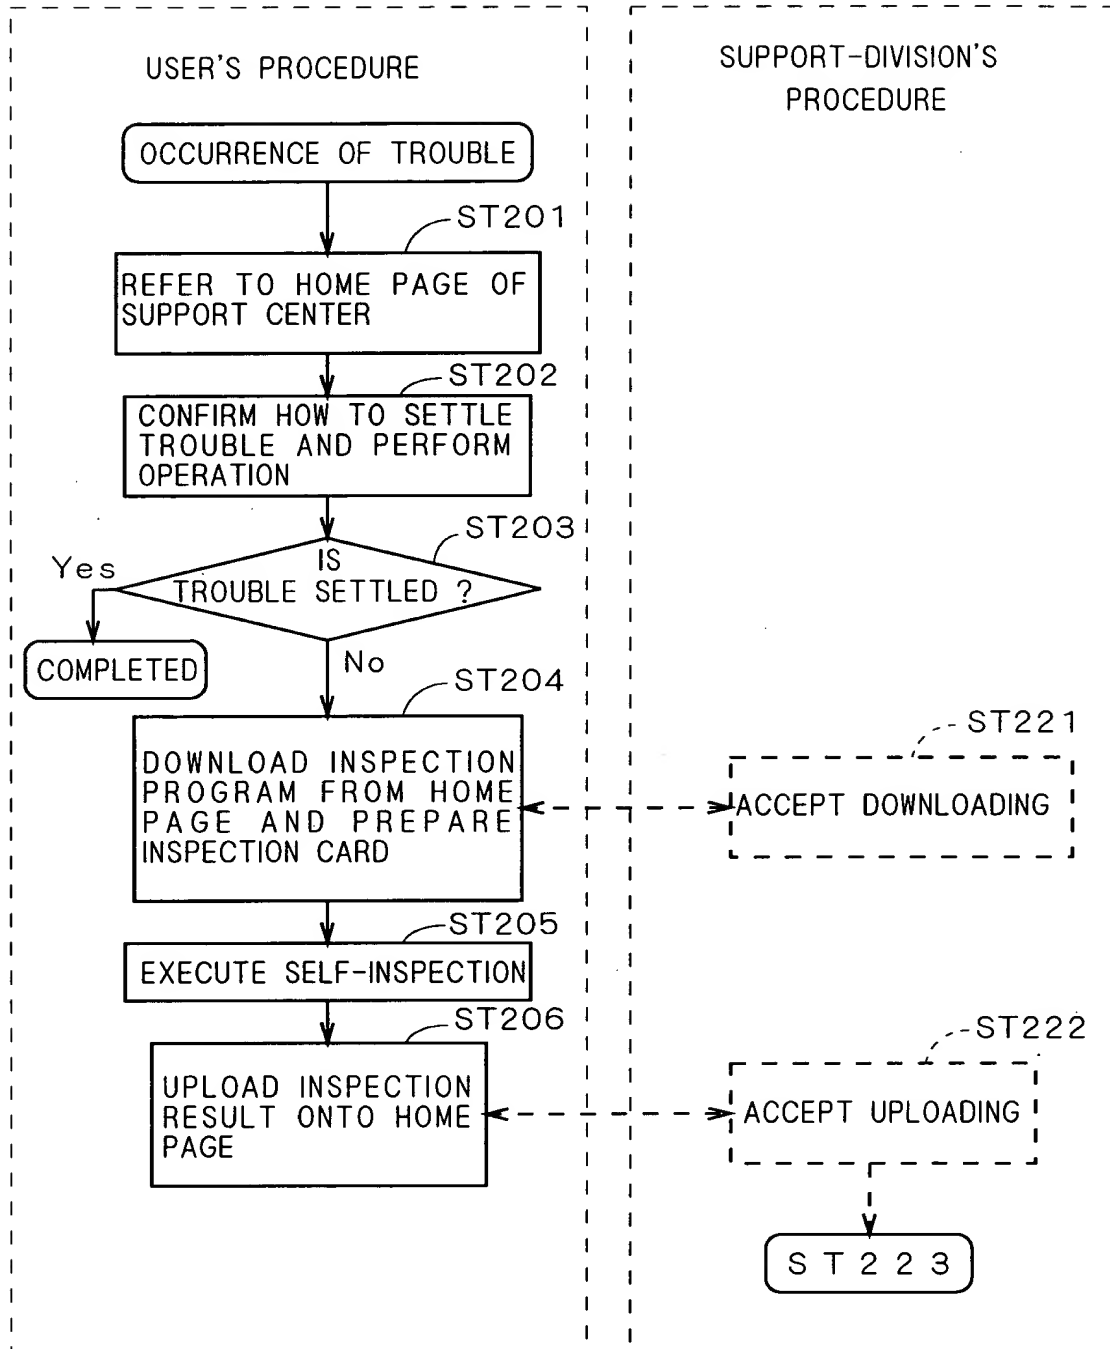 USER'S PROCEDURE
OCCURRENCE OF TROUBLE
ST201
REFER TO HOME PAGE OF
SUPPORT CENTER
ST202
CONFIRM HOW TO SETTLE
TROUBLE AND PERFORM
OPERATION
ST203
IS
TROUBLE SETTLED ?
Yes
COMPLETED
No
ST204
DOWNLOAD INSPECTION
PROGRAM FROM HOME
PAGE AND PREPARE
INSPECTION CARD
ST205
EXECUTE SELF-INSPECTION
ST206
UPLOAD INSPECTION
RESULT ONTO HOME
PAGE
SUPPORT-DIVISION'S
PROCEDURE
ST221
ACCEPT DOWNLOADING
ST222
ACCEPT UPLOADING
ST223